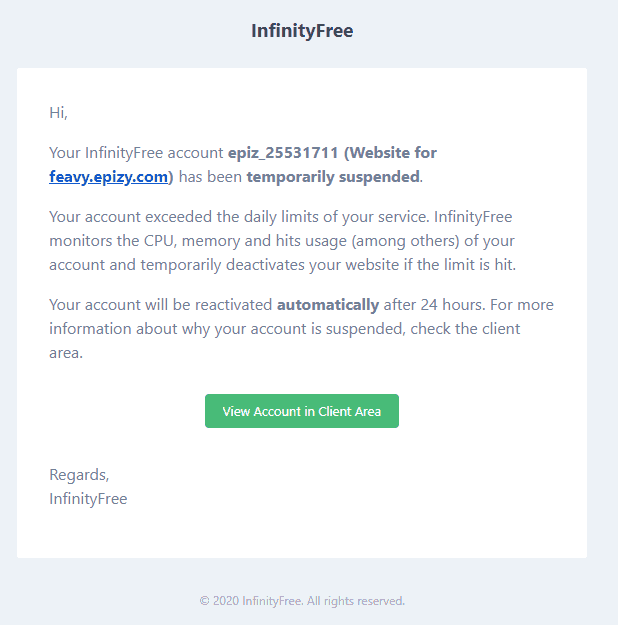 InfinityFree
Hi,
Your InfinityFree account epiz_25531711 (Website for
feavy.epizy.com) has been temporarily suspended.
Your account exceeded the daily limits of your service. InfinityFree
monitors the CPU, memory and hits usage (among others) of your
account and temporarily deactivates your website if the limit is hit.
Your account will be reactivated automatically after 24 hours. For more
information about why your account is suspended, check the client
area.
View Account in Client Area
Regards,
InfinityFree
© 2020 InfinityFree. All rights reserved.